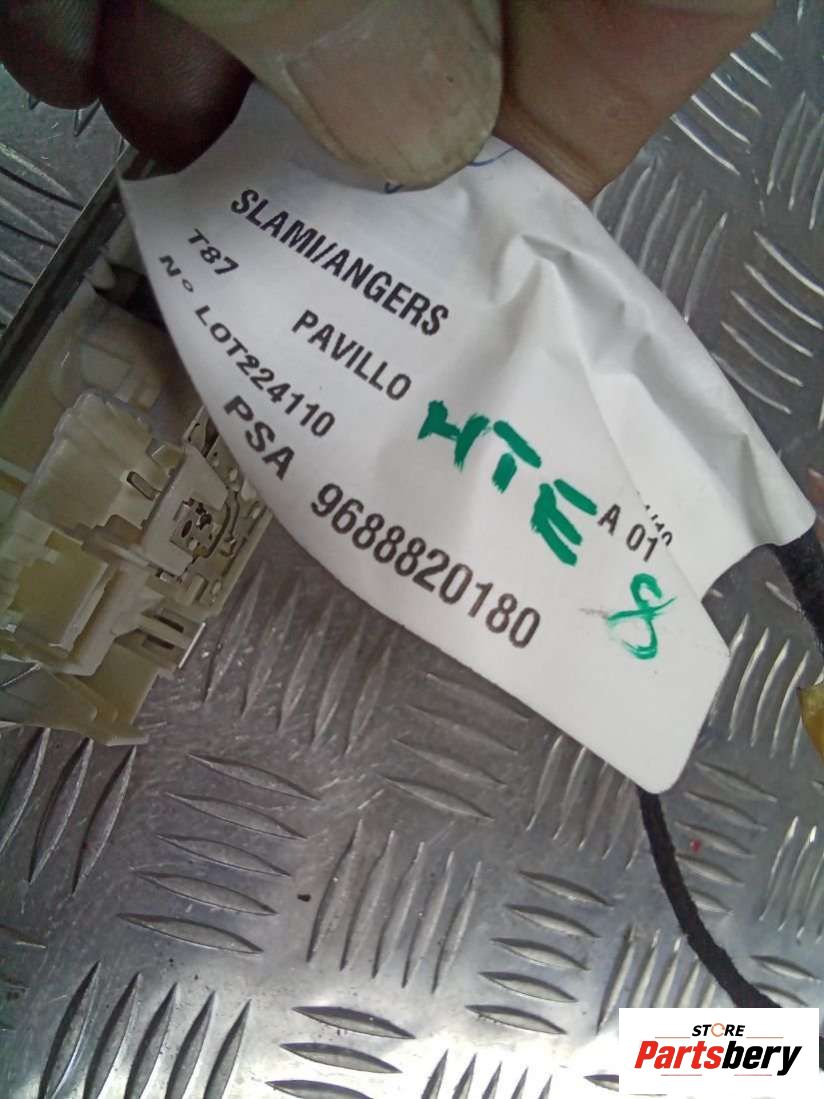 SLAMI/ANGERS
T87 PAVILLO
N° LOT224110
HTE
A 01
PSA 9688820180
8
STORE
Partsbery